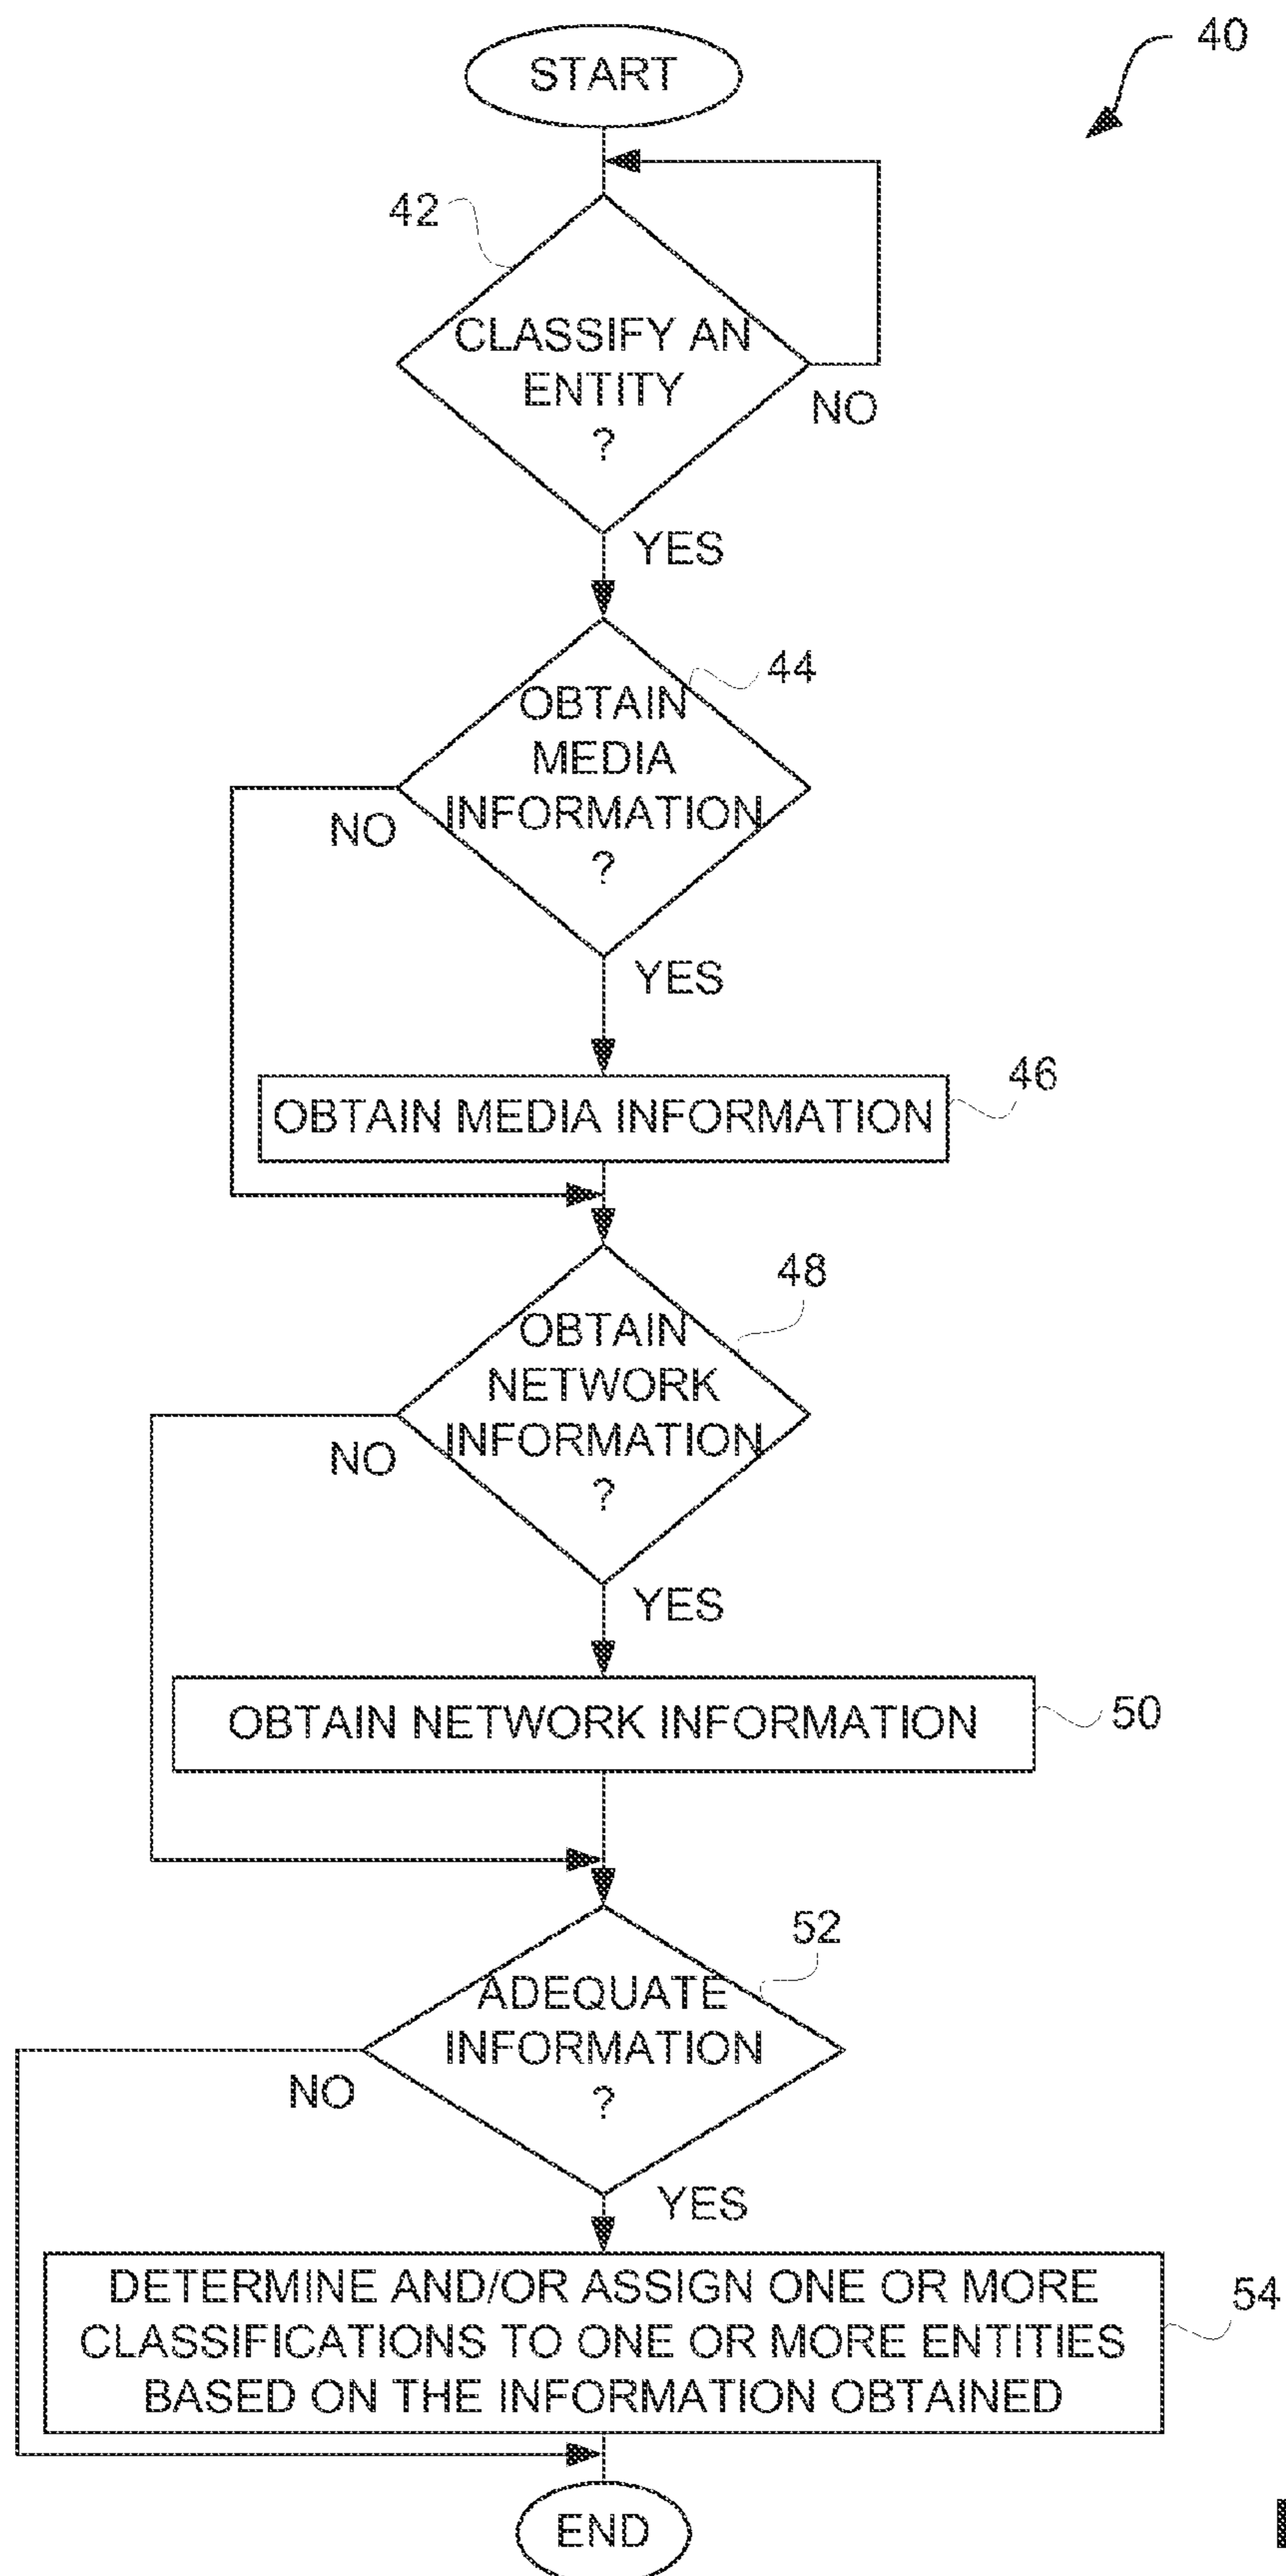 40
START
42
CLASSIFY AN
ENTITY
?
NO
YES
44
OBTAIN
MEDIA
INFORMATION
?
NO
YES
46
OBTAIN MEDIA INFORMATION
48
OBTAIN
NETWORK
INFORMATION
?
NO
YES
50
OBTAIN NETWORK INFORMATION
52
ADEQUATE
INFORMATION
?
NO
YES
54
DETERMINE AND/OR ASSIGN ONE OR MORE
CLASSIFICATIONS TO ONE OR MORE ENTITIES
BASED ON THE INFORMATION OBTAINED
END